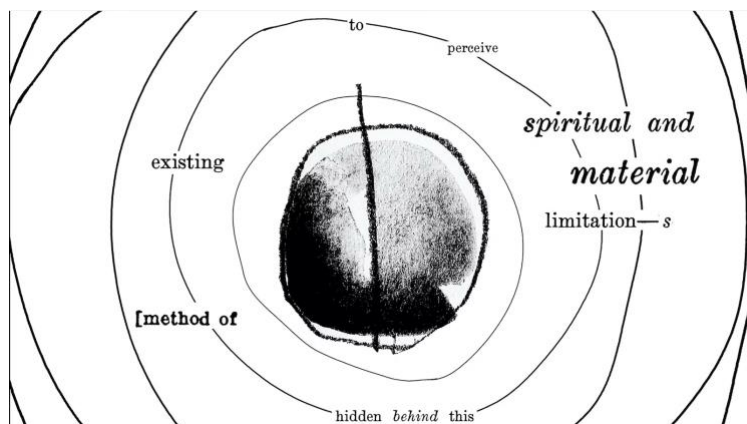 to
perceive
spiritual and
material
existing
limitation—s
[method of
hidden behind this